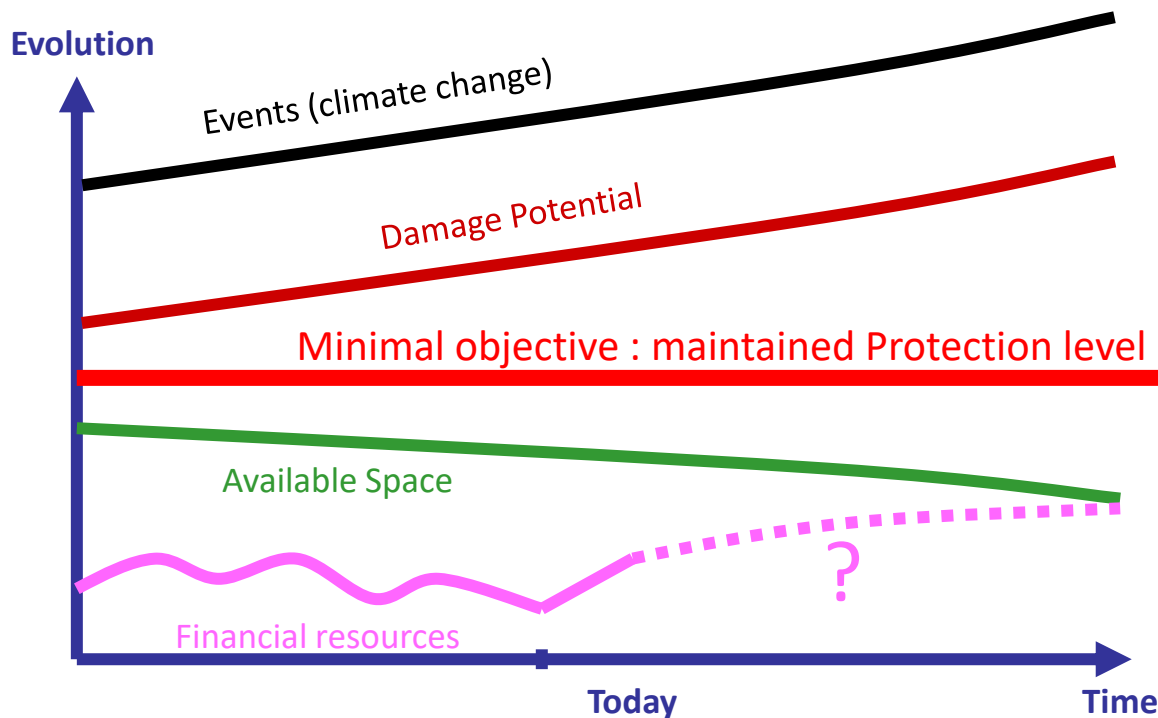 Evolution
Events (climate change)
Damage Potential
Minimal objective : maintained Protection level
Available Space
?
Financial resources
Today
Time